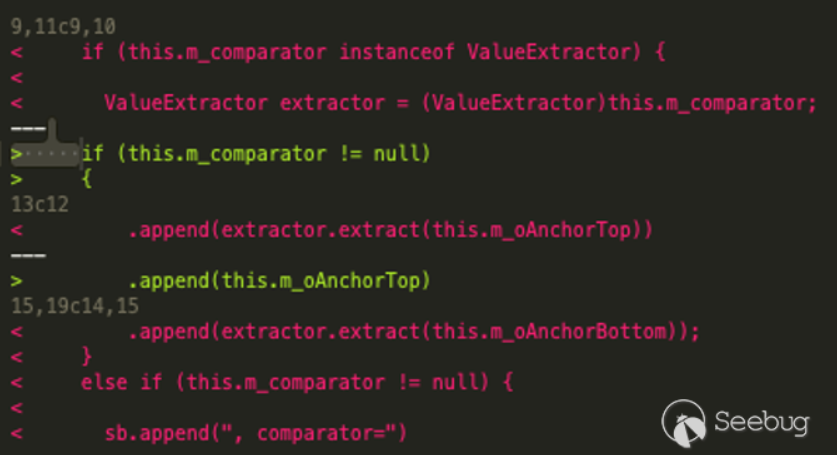 9,11c9,10
<     if (this.m_comparator instanceof ValueExtractor) {
<
<       ValueExtractor extractor = (ValueExtractor)this.m_comparator;
---
>·····if (this.m_comparator != null)
>     {
13c12
<         .append(extractor.extract(this.m_oAnchorTop))
---
>         .append(this.m_oAnchorTop)
15,19c14,15
<         .append(extractor.extract(this.m_oAnchorBottom));
<     }
<     else if (this.m_comparator != null) {
<
<       sb.append(", comparator=")
Seebug